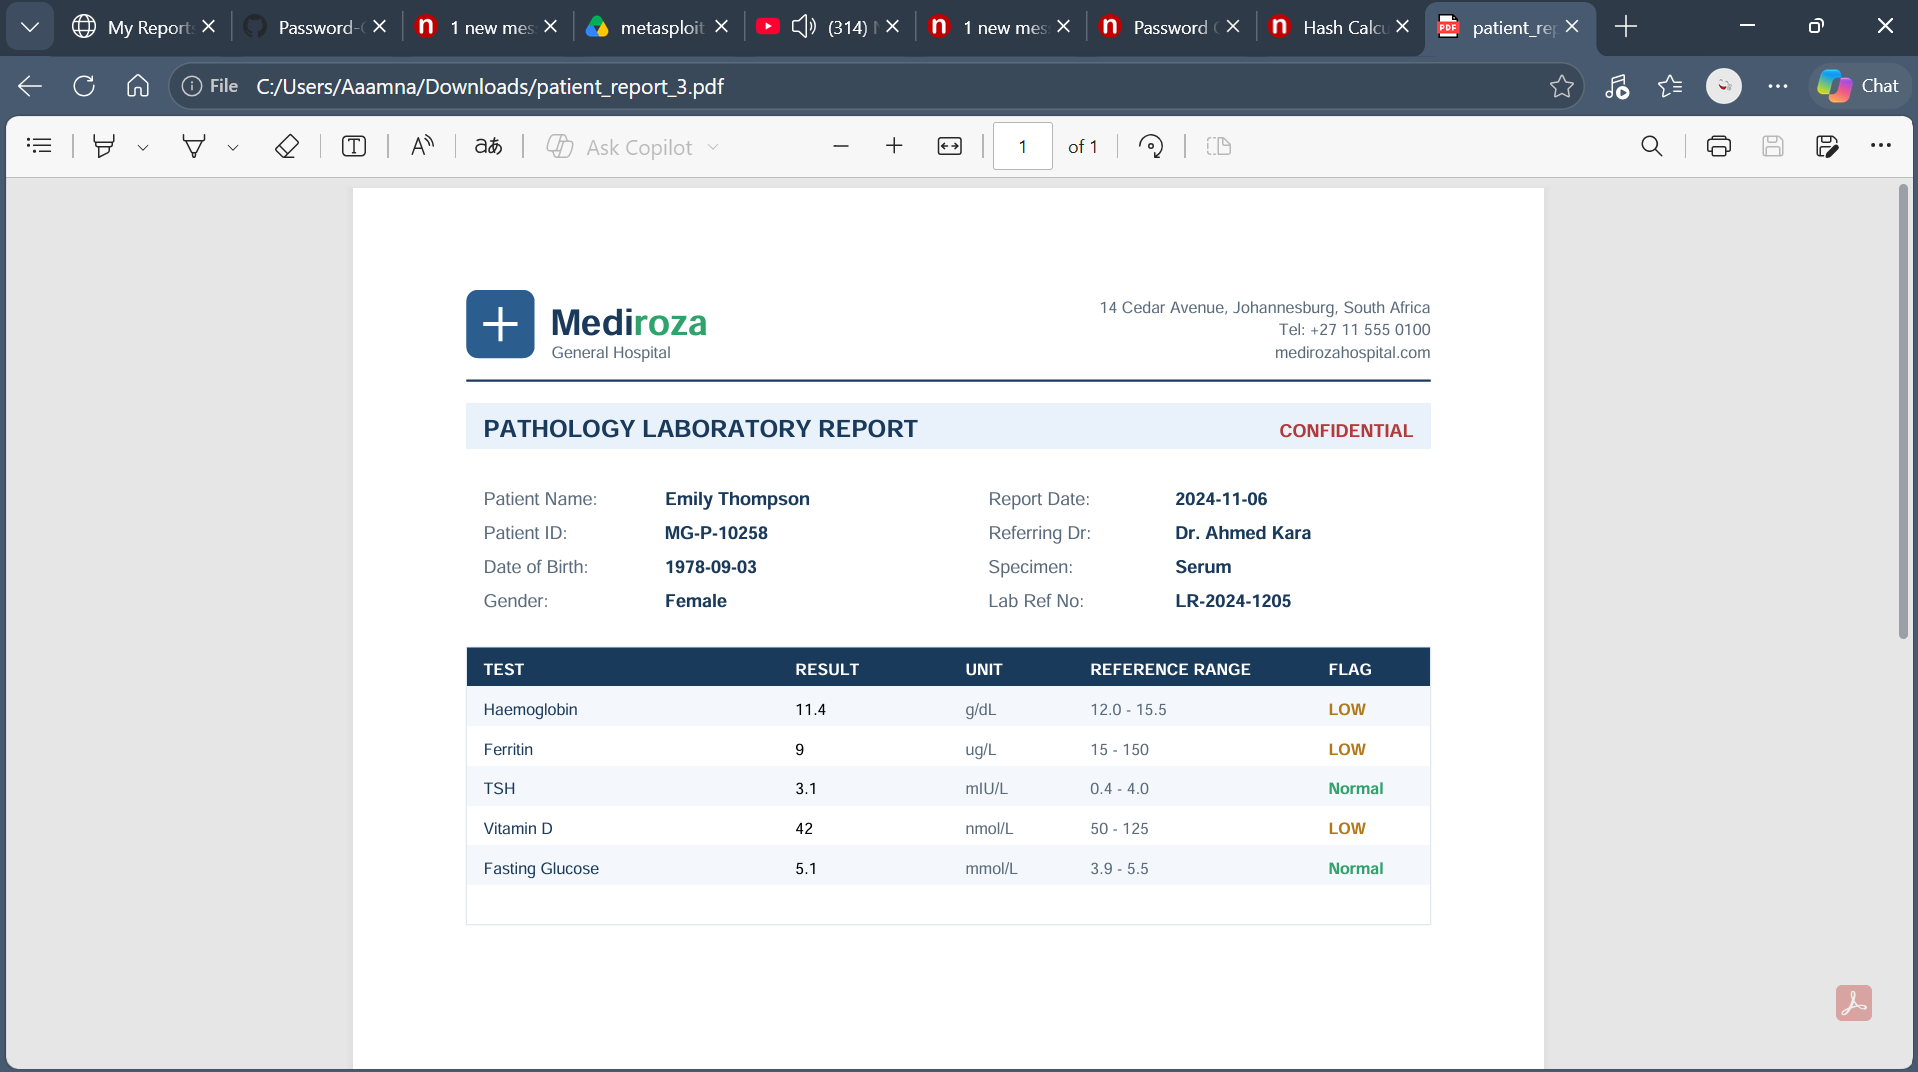 My Report
Password-
1 new mes
metasploit
(314)
1 new mes
Password
Hash Calcu
patient_rep
File C:/Users/Aaamna/Downloads/patient_report_3.pdf
Chat
Ask Copilot
1 of 1
Mediroza
General Hospital
14 Cedar Avenue, Johannesburg, South Africa
Tel: +27 11 555 0100
medirozahospital.com
PATHOLOGY LABORATORY REPORT CONFIDENTIAL
Patient Name: Emily Thompson Report Date: 2024-11-06
Patient ID: MG-P-10258 Referring Dr: Dr. Ahmed Kara
Date of Birth: 1978-09-03 Specimen: Serum
Gender: Female Lab Ref No: LR-2024-1205
TEST RESULT UNIT REFERENCE RANGE FLAG
Haemoglobin 11.4 g/dL 12.0 - 15.5 LOW
Ferritin 9 ug/L 15 - 150 LOW
TSH 3.1 mIU/L 0.4 - 4.0 Normal
Vitamin D 42 nmol/L 50 - 125 LOW
Fasting Glucose 5.1 mmol/L 3.9 - 5.5 Normal